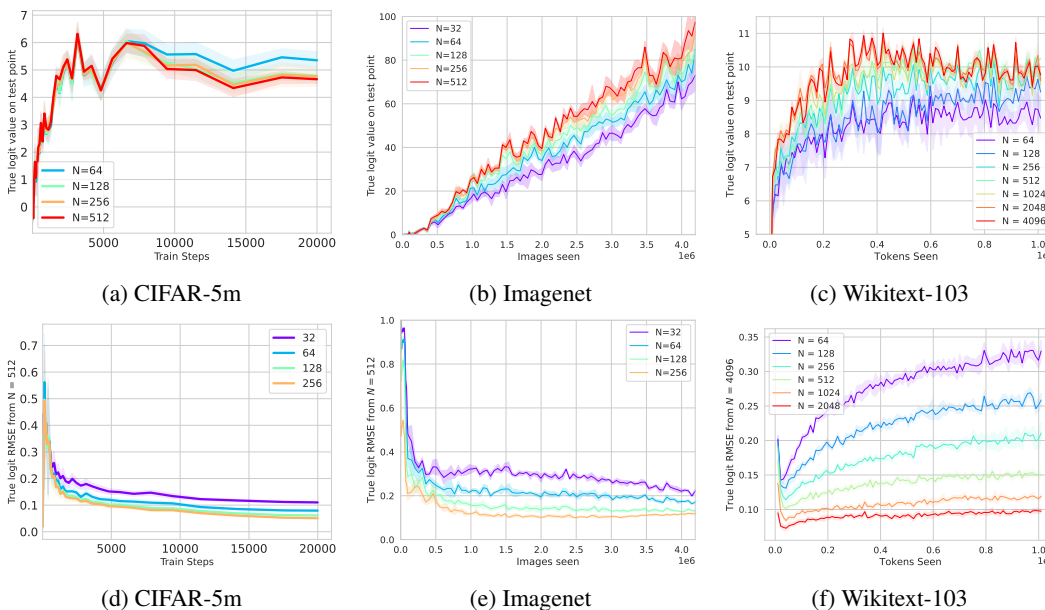 True logit value on test point
7
6
5
4
3
2
1
0
N=64
N=128
N=256
N=512
5000 10000 15000 20000
Train Steps
(a) CIFAR-5m
True logit value on test point
100
80
60
40
20
0
N=32
N=64
N=128
N=256
N=512
0.0 0.5 1.0 1.5 2.0 2.5 3.0 3.5 4.0
Images seen
1e6
(b) Imagenet
True logit value on test point
11
10
9
8
7
6
5
N = 64
N = 128
N = 256
N = 512
N = 1024
N = 2048
N = 4096
0.0 0.2 0.4 0.6 0.8 1.0
Tokens Seen
(c) Wikitext-103
True logit RMSE from N = 512
0.7
0.6
0.5
0.4
0.3
0.2
0.1
0.0
32
64
128
256
5000 10000 15000 20000
Train Steps
(d) CIFAR-5m
True logit RMSE from N = 512
1.0
0.8
0.6
0.4
0.2
0.0
N=32
N=64
N=128
N=256
0.0 0.5 1.0 1.5 2.0 2.5 3.0 3.5 4.0
Images seen
1e6
(e) Imagenet
True logit RMSE from N = 4096
0.35
0.30
0.25
0.20
0.15
0.10
N = 64
N = 128
N = 256
N = 512
N = 1024
N = 2048
0.0 0.2 0.4 0.6 0.8 1.0
Tokens Seen
(f) Wikitext-103